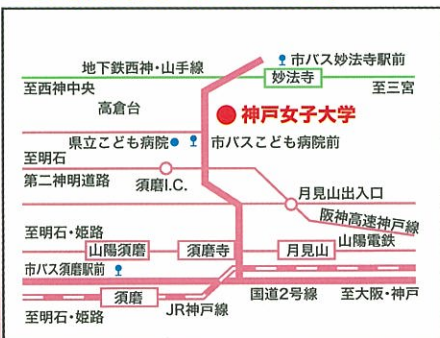 市バス妙法寺駅前
地下鉄西神・山手線
妙法寺
至西神中央
至三宮
高倉台
神戸女子大学
県立こども病院
市バスこども病院前
至明石
第二神明道路
須磨I.C.
月見山出入口
阪神高速神戸線
至明石・姫路
山陽電鉄
山陽須磨
須磨寺
月見山
市バス須磨駅前
須磨
国道2号線
至大阪・神戸
JR神戸線
至明石・姫路